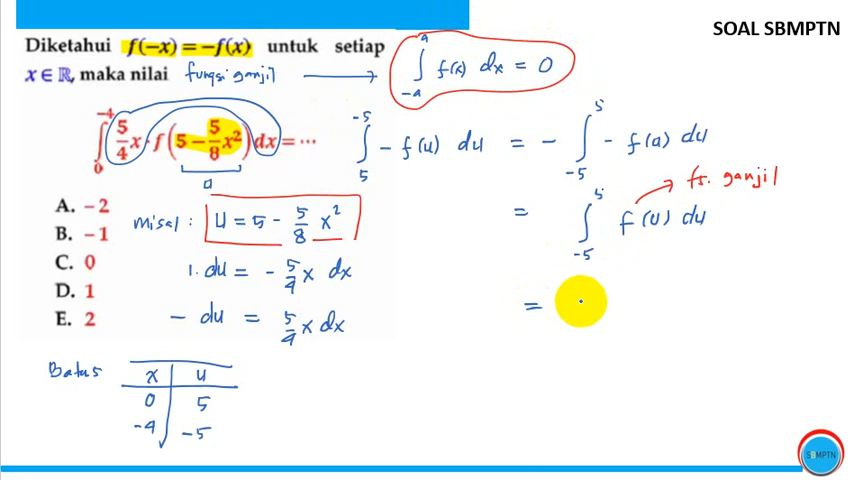 SOAL SBMPTN
Diketahui f(−x) = −f(x) untuk setiap
x ∈ ℝ, maka nilai fungsi ganjil → ∫_{-a}^{a} f(x) dx = 0
∫_{0}^{-4} 5/4 x · f(5 − 5/8 x²) dx = ···
u
A. −2
B. −1
C. 0
D. 1
E. 2
misal : u = 5 - 5/8 x²
1. du = - 5/4 x dx
- du = 5/4 x dx
Batas
x | u
0 | 5
-4 | -5
∫_{5}^{-5} - f(u) du = - ∫_{-5}^{5} - f(u) du
= ∫_{-5}^{5} f(u) du → fs. ganjil
=
SBMPTN